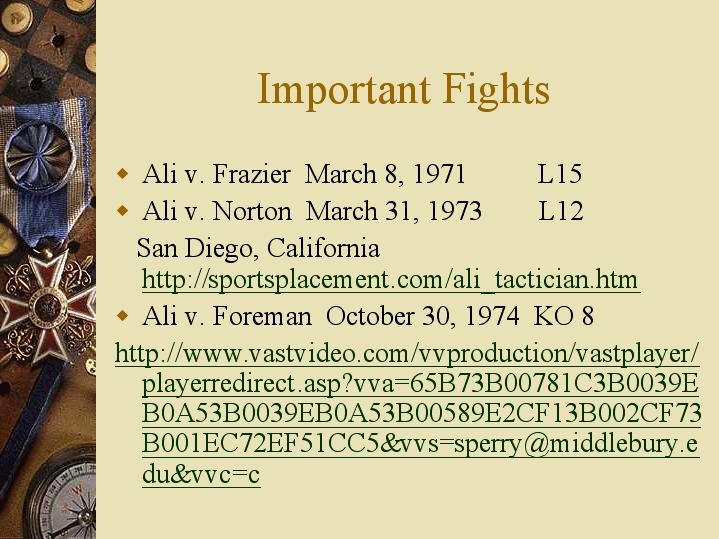 Important Fights
Ali v. Frazier  March 8, 1971  L15
Ali v. Norton  March 31, 1973  L12
San Diego, California
http://sportsplacement.com/ali_tactician.htm
Ali v. Foreman  October 30, 1974  KO 8
http://www.vastvideo.com/vvproduction/vastplayer/
playerredirect.asp?vva=65B73B00781C3B0039E
B0A53B0039EB0A53B00589E2CF13B002CF73
B001EC72EF51CC5&vvs=sperry@middlebury.e
du&vvc=c